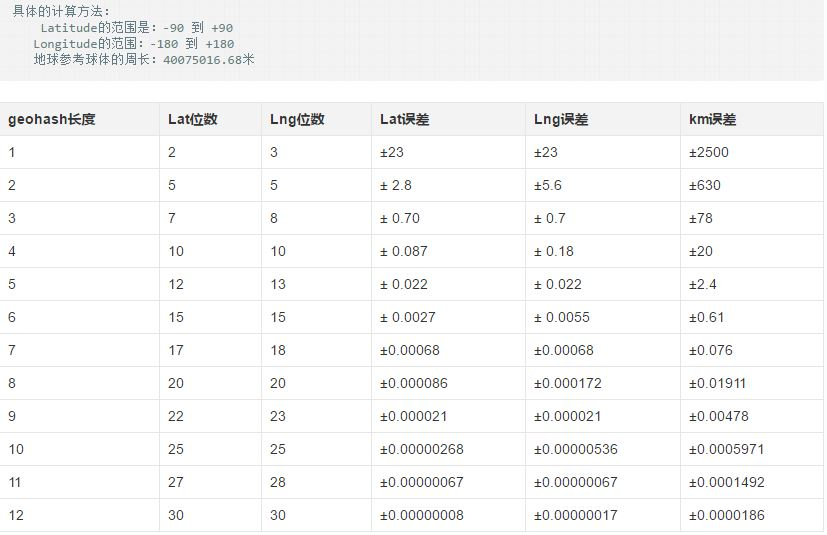 具体的计算方法：
Latitude的范围是：-90 到 +90
Longitude的范围：-180 到 +180
地球参考球体的周长：40075016.68米
geohash长度 Lat位数 Lng位数 Lat误差 Lng误差 km误差
1 2 3 ±23 ±23 ±2500
2 5 5 ± 2.8 ±5.6 ±630
3 7 8 ± 0.70 ± 0.7 ±78
4 10 10 ± 0.087 ± 0.18 ±20
5 12 13 ± 0.022 ± 0.022 ±2.4
6 15 15 ± 0.0027 ± 0.0055 ±0.61
7 17 18 ±0.00068 ±0.00068 ±0.076
8 20 20 ±0.000086 ±0.000172 ±0.01911
9 22 23 ±0.000021 ±0.000021 ±0.00478
10 25 25 ±0.00000268 ±0.00000536 ±0.0005971
11 27 28 ±0.00000067 ±0.00000067 ±0.0001492
12 30 30 ±0.00000008 ±0.00000017 ±0.0000186